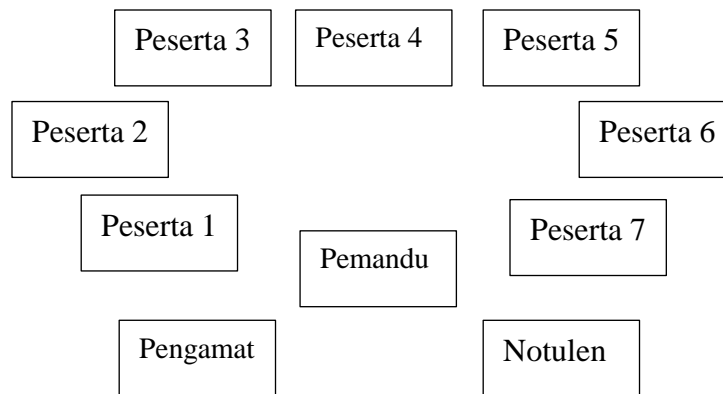 Peserta 3
Peserta 4
Peserta 5
Peserta 2
Peserta 6
Peserta 1
Peserta 7
Pemandu
Pengamat
Notulen